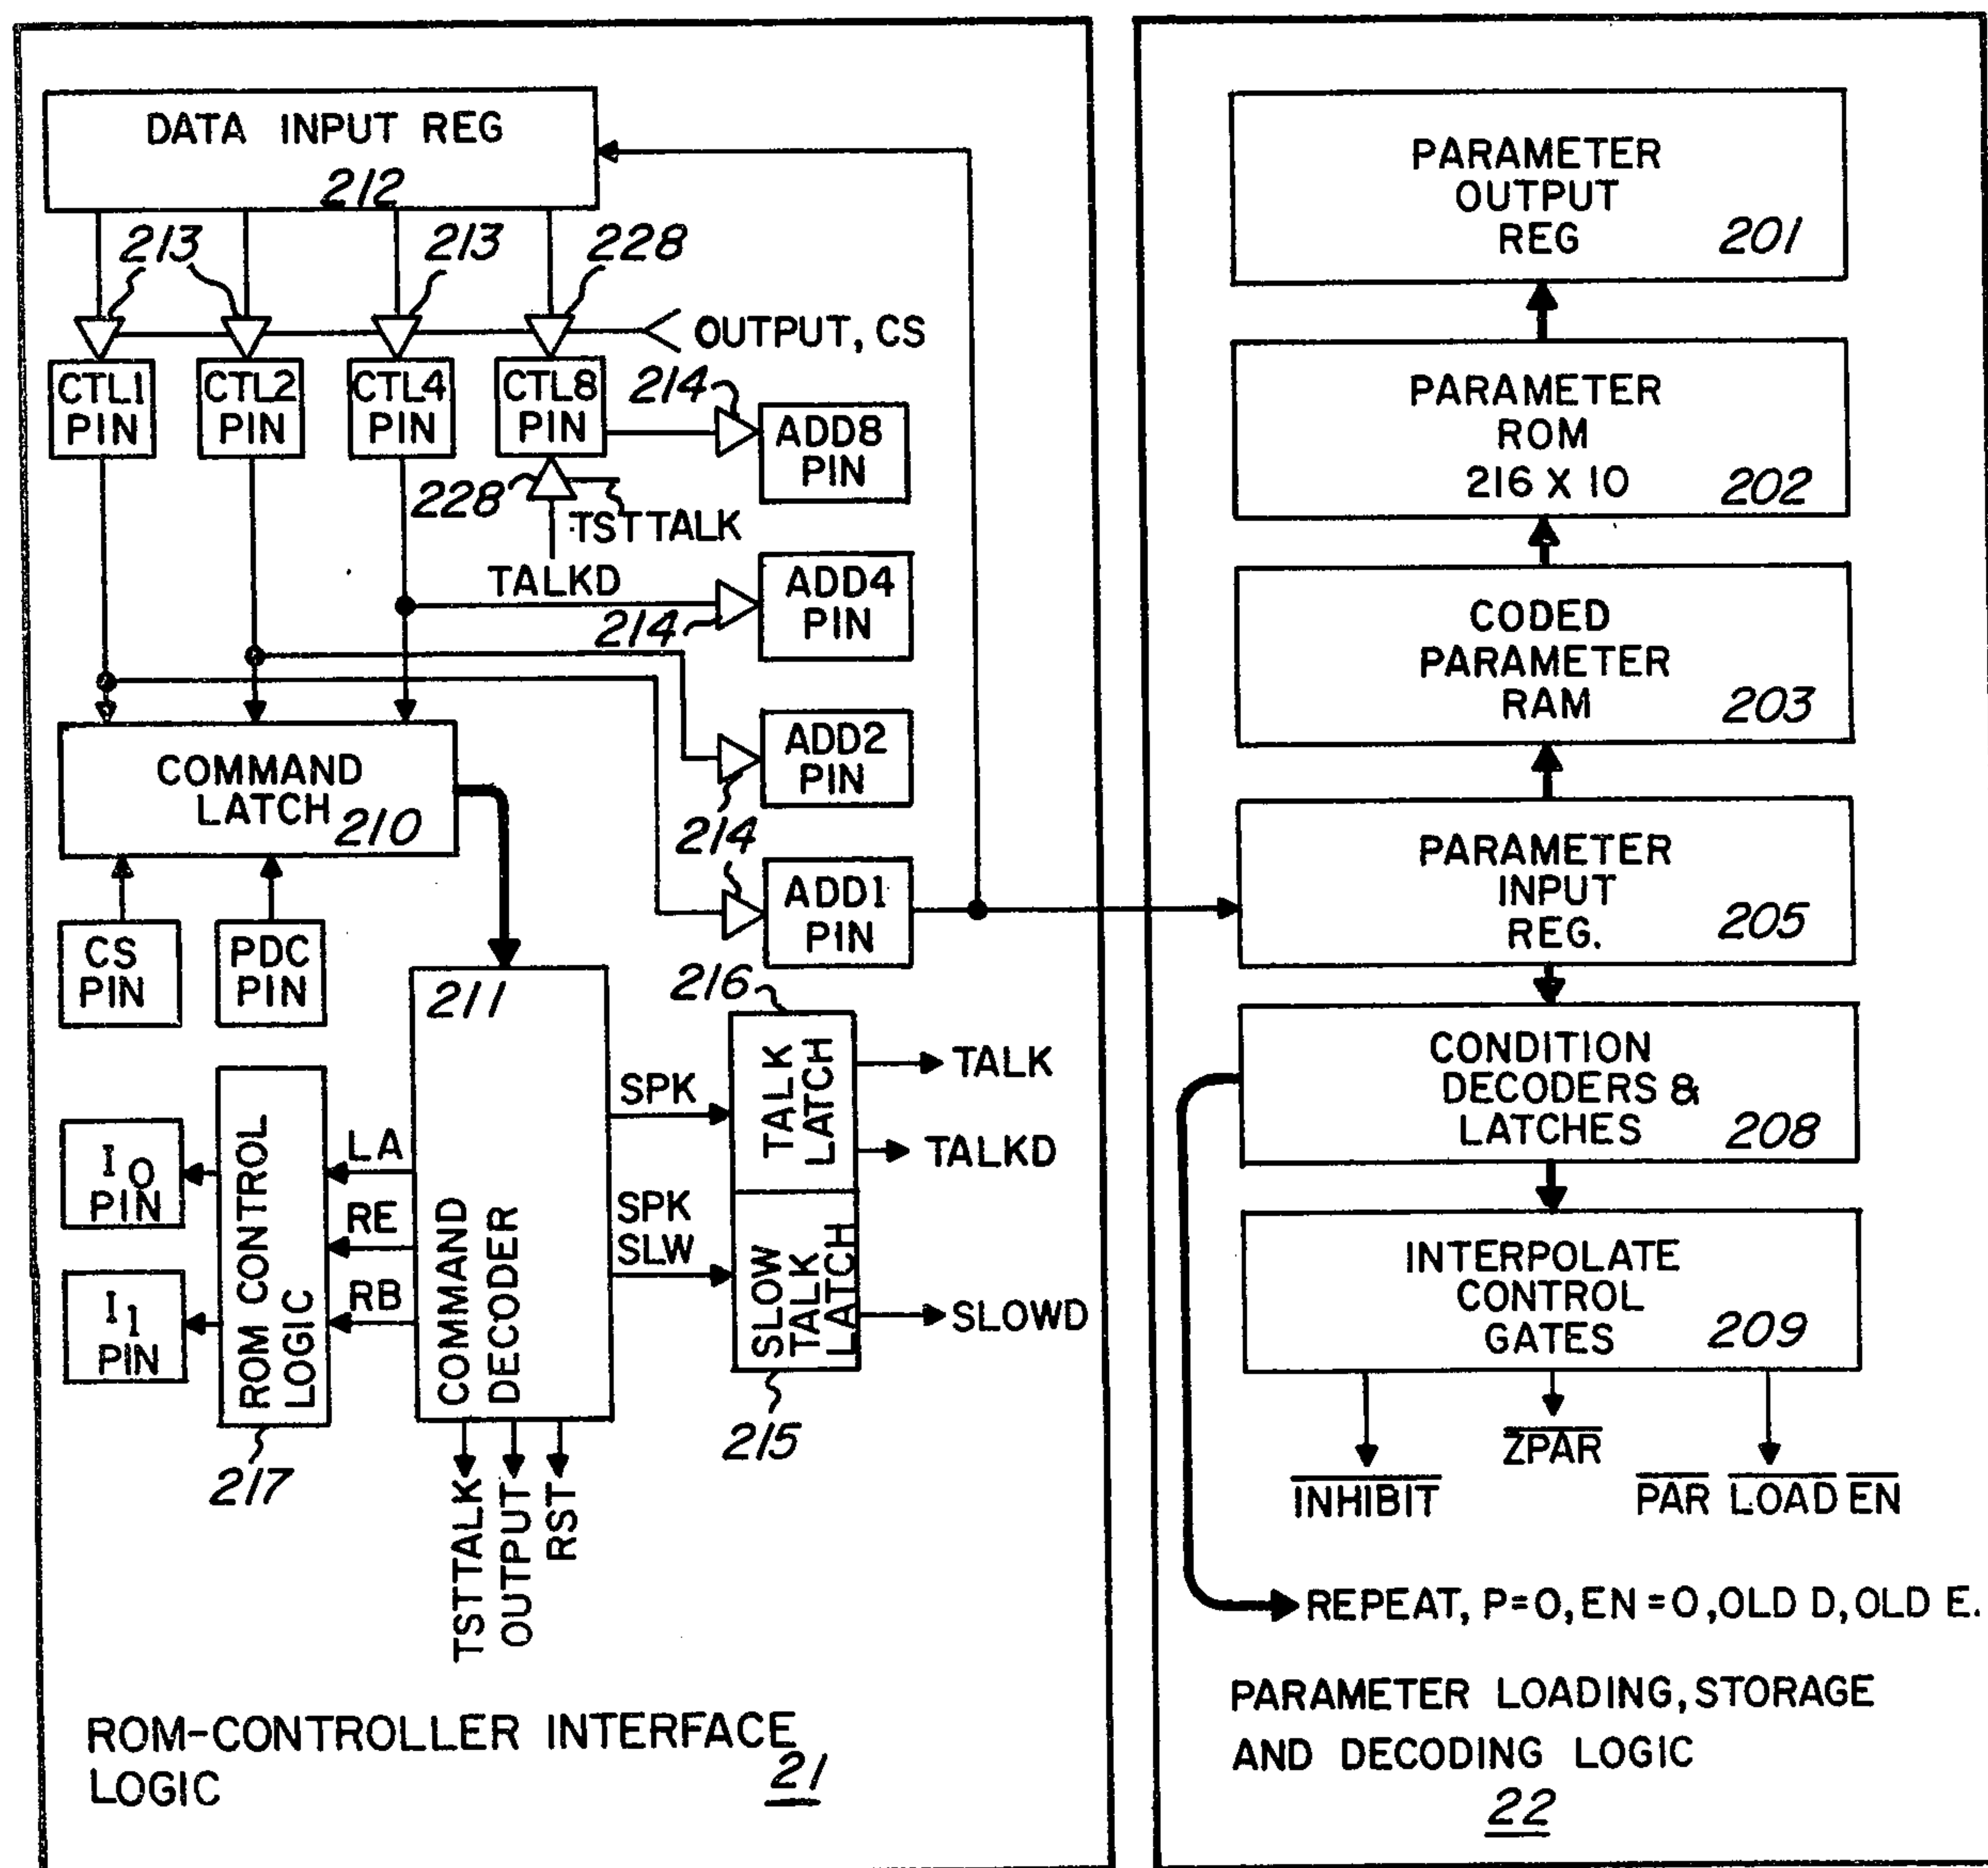 DATA INPUT REG
212
213
213
228
OUTPUT, CS
CTL1
PIN
CTL2
PIN
CTL4
PIN
CTL8
PIN
214
ADD8
PIN
228
TSTTALK
TALKD
214
ADD4
PIN
COMMAND
LATCH
210
214
ADD2
PIN
214
ADD1
PIN
CS
PIN
PDC
PIN
211
COMMAND
DECODER
216
TALK
LATCH
SPK
TALK
TALKD
SPK
SLW
SLOW
TALK
LATCH
SLOWD
215
I0
PIN
I1
PIN
ROM CONTROL
LOGIC
LA
RE
RB
217
TSTTALK
OUTPUT
RST
ROM-CONTROLLER INTERFACE
LOGIC
21
PARAMETER
OUTPUT
REG
201
PARAMETER
ROM
216 X 10
202
CODED
PARAMETER
RAM
203
PARAMETER
INPUT
REG.
205
CONDITION
DECODERS &
LATCHES
208
INTERPOLATE
CONTROL
GATES
209
INHIBIT
ZPAR
PAR LOAD EN
REPEAT, P=0, EN=0, OLD D, OLD E.
PARAMETER LOADING, STORAGE
AND DECODING LOGIC
22